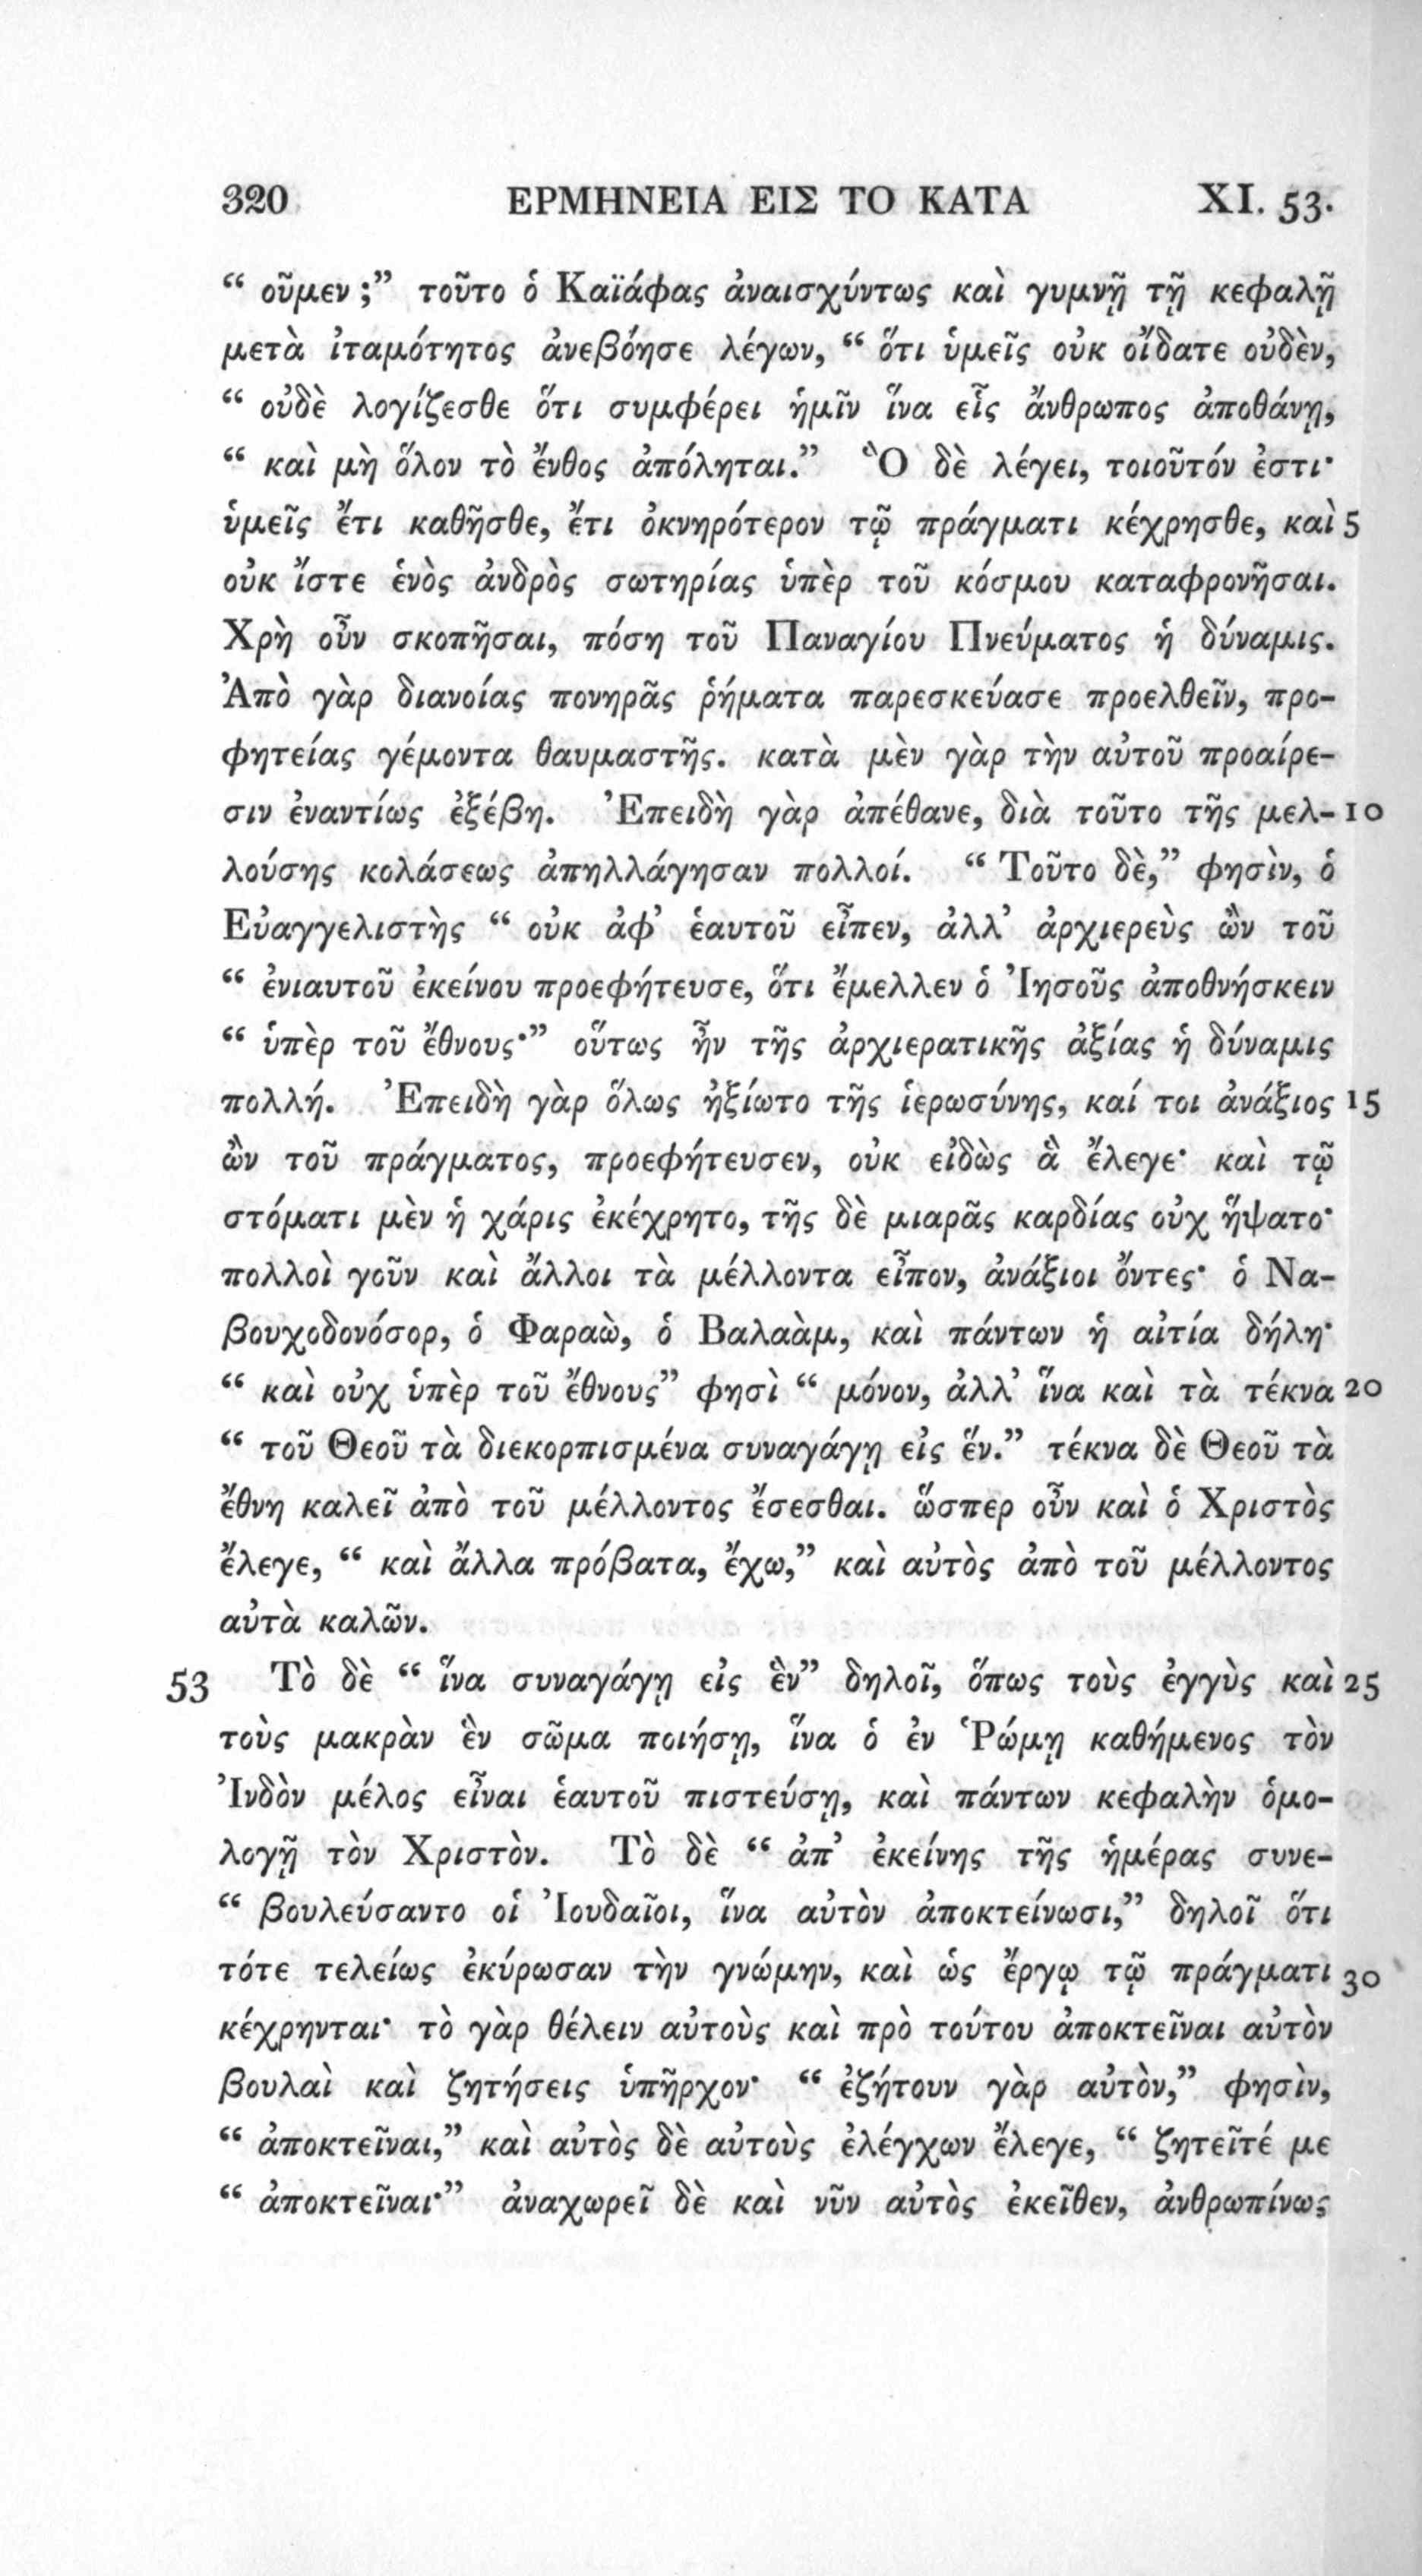 320 ΕΡΜΗΝΕΙΑ ΕΙΣ ΤΟ ΚΑΤΑ XI. 53.
“ οῦμεν ;” τοῦτο ὁ Καϊάφας ἀναισχύντως καὶ γυμνῇ τῇ κεφαλῇ
μετὰ ἰταμότητος ἀνεβόησε λέγων, “ ὅτι ὑμεῖς οὐκ οἴδατε οὐδὲν,
“ οὐδὲ λογίζεσθε ὅτι συμφέρει ἡμῖν ἵνα εἷς ἄνθρωπος ἀποθάνῃ,
“ καὶ μὴ ὅλον τὸ ἔνθος ἀπόληται.” Ὃ δὲ λέγει, τοιοῦτόν ἐστι·
ὑμεῖς ἔτι καθῆσθε, ἔτι ὀκνηρότερον τῷ πράγματι κέχρησθε, καὶ 5
οὐκ ἴστε ἑνὸς ἀνδρὸς σωτηρίας ὑπὲρ τοῦ κόσμου καταφρονῆσαι.
Χρὴ οὖν σκοπῆσαι, πόση τοῦ Παναγίου Πνεύματος ἡ δύναμις.
Ἀπὸ γὰρ διανοίας πονηρᾶς ῥήματα παρεσκεύασε προελθεῖν, προ-
φητείας γέμοντα θαυμαστῆς. κατὰ μὲν γὰρ τὴν αὐτοῦ προαίρε-
σιν ἐναντίως ἐξέβη. Ἐπειδὴ γὰρ ἀπέθανε, διὰ τοῦτο τῆς μελ- 10
λούσης κολάσεως ἀπηλλάγησαν πολλοί. “ Τοῦτο δὲ,” φησὶν, ὁ
Εὐαγγελιστὴς “ οὐκ ἀφ’ ἑαυτοῦ εἶπεν, ἀλλ’ ἀρχιερεὺς ὢν τοῦ
“ ἐνιαυτοῦ ἐκείνου προεφήτευσε, ὅτι ἔμελλεν ὁ Ἰησοῦς ἀποθνήσκειν
“ ὑπὲρ τοῦ ἔθνους·” οὕτως ἦν τῆς ἀρχιερατικῆς ἀξίας ἡ δύναμις
πολλή. Ἐπειδὴ γὰρ ὅλως ἠξίωτο τῆς ἱερωσύνης, καί τοι ἀνάξιος 15
ὢν τοῦ πράγματος, προεφήτευσεν, οὐκ εἰδὼς ἃ ἔλεγε· καὶ τῷ
στόματι μὲν ἡ χάρις ἐκέχρητο, τῆς δὲ μιαρᾶς καρδίας οὐχ ἥψατο·
πολλοὶ γοῦν καὶ ἄλλοι τὰ μέλλοντα εἶπον, ἀνάξιοι ὄντες· ὁ Να-
βουχοδονόσορ, ὁ Φαραὼ, ὁ Βαλαὰμ, καὶ πάντων ἡ αἰτία δήλη·
“ καὶ οὐχ ὑπὲρ τοῦ ἔθνους” φησὶ “ μόνον, ἀλλ’ ἵνα καὶ τὰ τέκνα 20
“ τοῦ Θεοῦ τὰ διεκορπισμένα συναγάγῃ εἰς ἕν.” τέκνα δὲ Θεοῦ τὰ
ἔθνη καλεῖ ἀπὸ τοῦ μέλλοντος ἔσεσθαι. ὥσπερ οὖν καὶ ὁ Χριστὸς
ἔλεγε, “ καὶ ἄλλα πρόβατα, ἔχω,” καὶ αὐτὸς ἀπὸ τοῦ μέλλοντος
αὐτὰ καλῶν.
53 Τὸ δὲ “ ἵνα συναγάγῃ εἰς ἓν” δηλοῖ, ὅπως τοὺς ἐγγὺς καὶ 25
τοὺς μακρὰν ἓν σῶμα ποιήσῃ, ἵνα ὁ ἐν Ῥώμῃ καθήμενος τὸν
Ἰνδὸν μέλος εἶναι ἑαυτοῦ πιστεύσῃ, καὶ πάντων κεφαλὴν ὁμο-
λογῇ τὸν Χριστὸν. Τὸ δὲ “ ἀπ’ ἐκείνης τῆς ἡμέρας συνε-
“ βουλεύσαντο οἱ Ἰουδαῖοι, ἵνα αὐτὸν ἀποκτείνωσι,” δηλοῖ ὅτι
τότε τελείως ἐκύρωσαν τὴν γνώμην, καὶ ὡς ἔργῳ τῷ πράγματι 30
κέχρηνται· τὸ γὰρ θέλειν αὐτοὺς καὶ πρὸ τούτου ἀποκτεῖναι αὐτὸν
βουλαὶ καὶ ζητήσεις ὑπῆρχον· “ ἐζήτουν γὰρ αὐτὸν,” φησὶν,
“ ἀποκτεῖναι,” καὶ αὐτὸς δὲ αὐτοὺς ἐλέγχων ἔλεγε, “ ζητεῖτέ με
“ ἀποκτεῖναι·” ἀναχωρεῖ δὲ καὶ νῦν αὐτὸς ἐκεῖθεν, ἀνθρωπίνως